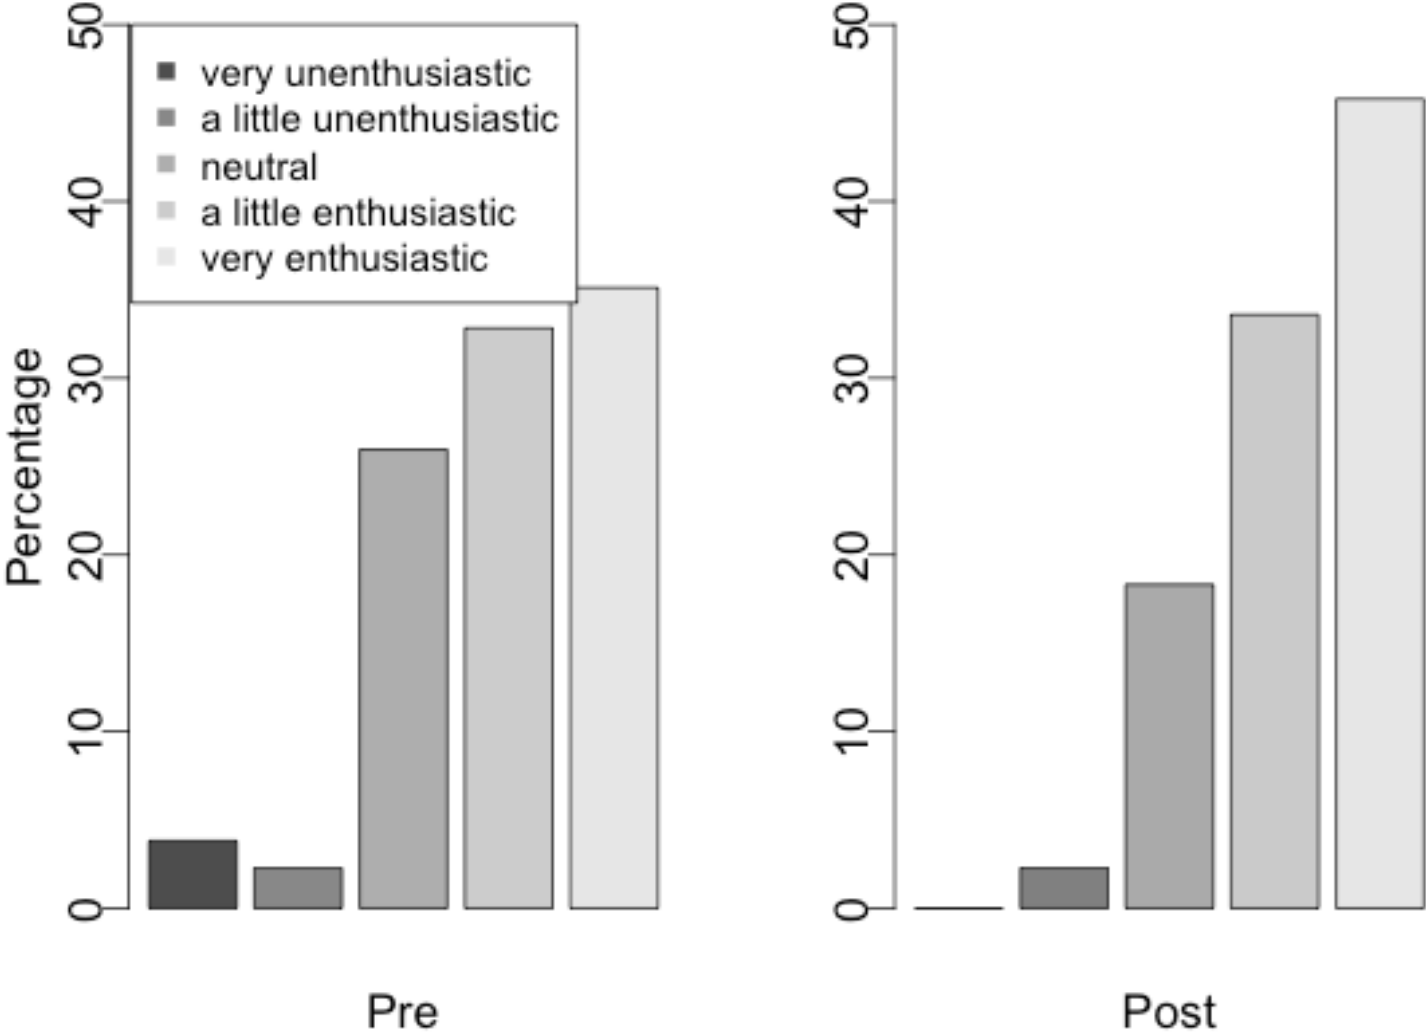 Percentage
50
40
30
20
10
0
very unenthusiastic
a little unenthusiastic
neutral
a little enthusiastic
very enthusiastic
Pre
50
40
30
20
10
0
Post